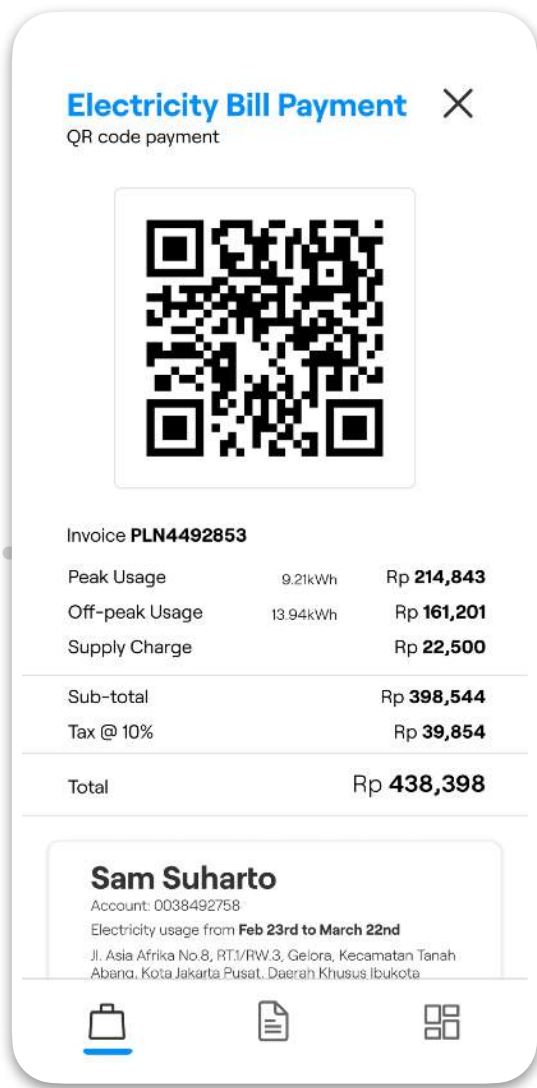 Electricity Bill Payment
QR code payment
Invoice PLN4492853
Peak Usage 9.21kWh Rp 214,843
Off-peak Usage 13.94kWh Rp 161,201
Supply Charge Rp 22,500
Sub-total Rp 398,544
Tax @ 10% Rp 39,854
Total Rp 438,398
Sam Suharto
Account: 0038492758
Electricity usage from Feb 23rd to March 22nd
Jl. Asia Afrika No.8, RT.1/RW.3, Gelora, Kecamatan Tanah
Abang, Kota Jakarta Pusat, Daerah Khusus Ibukota